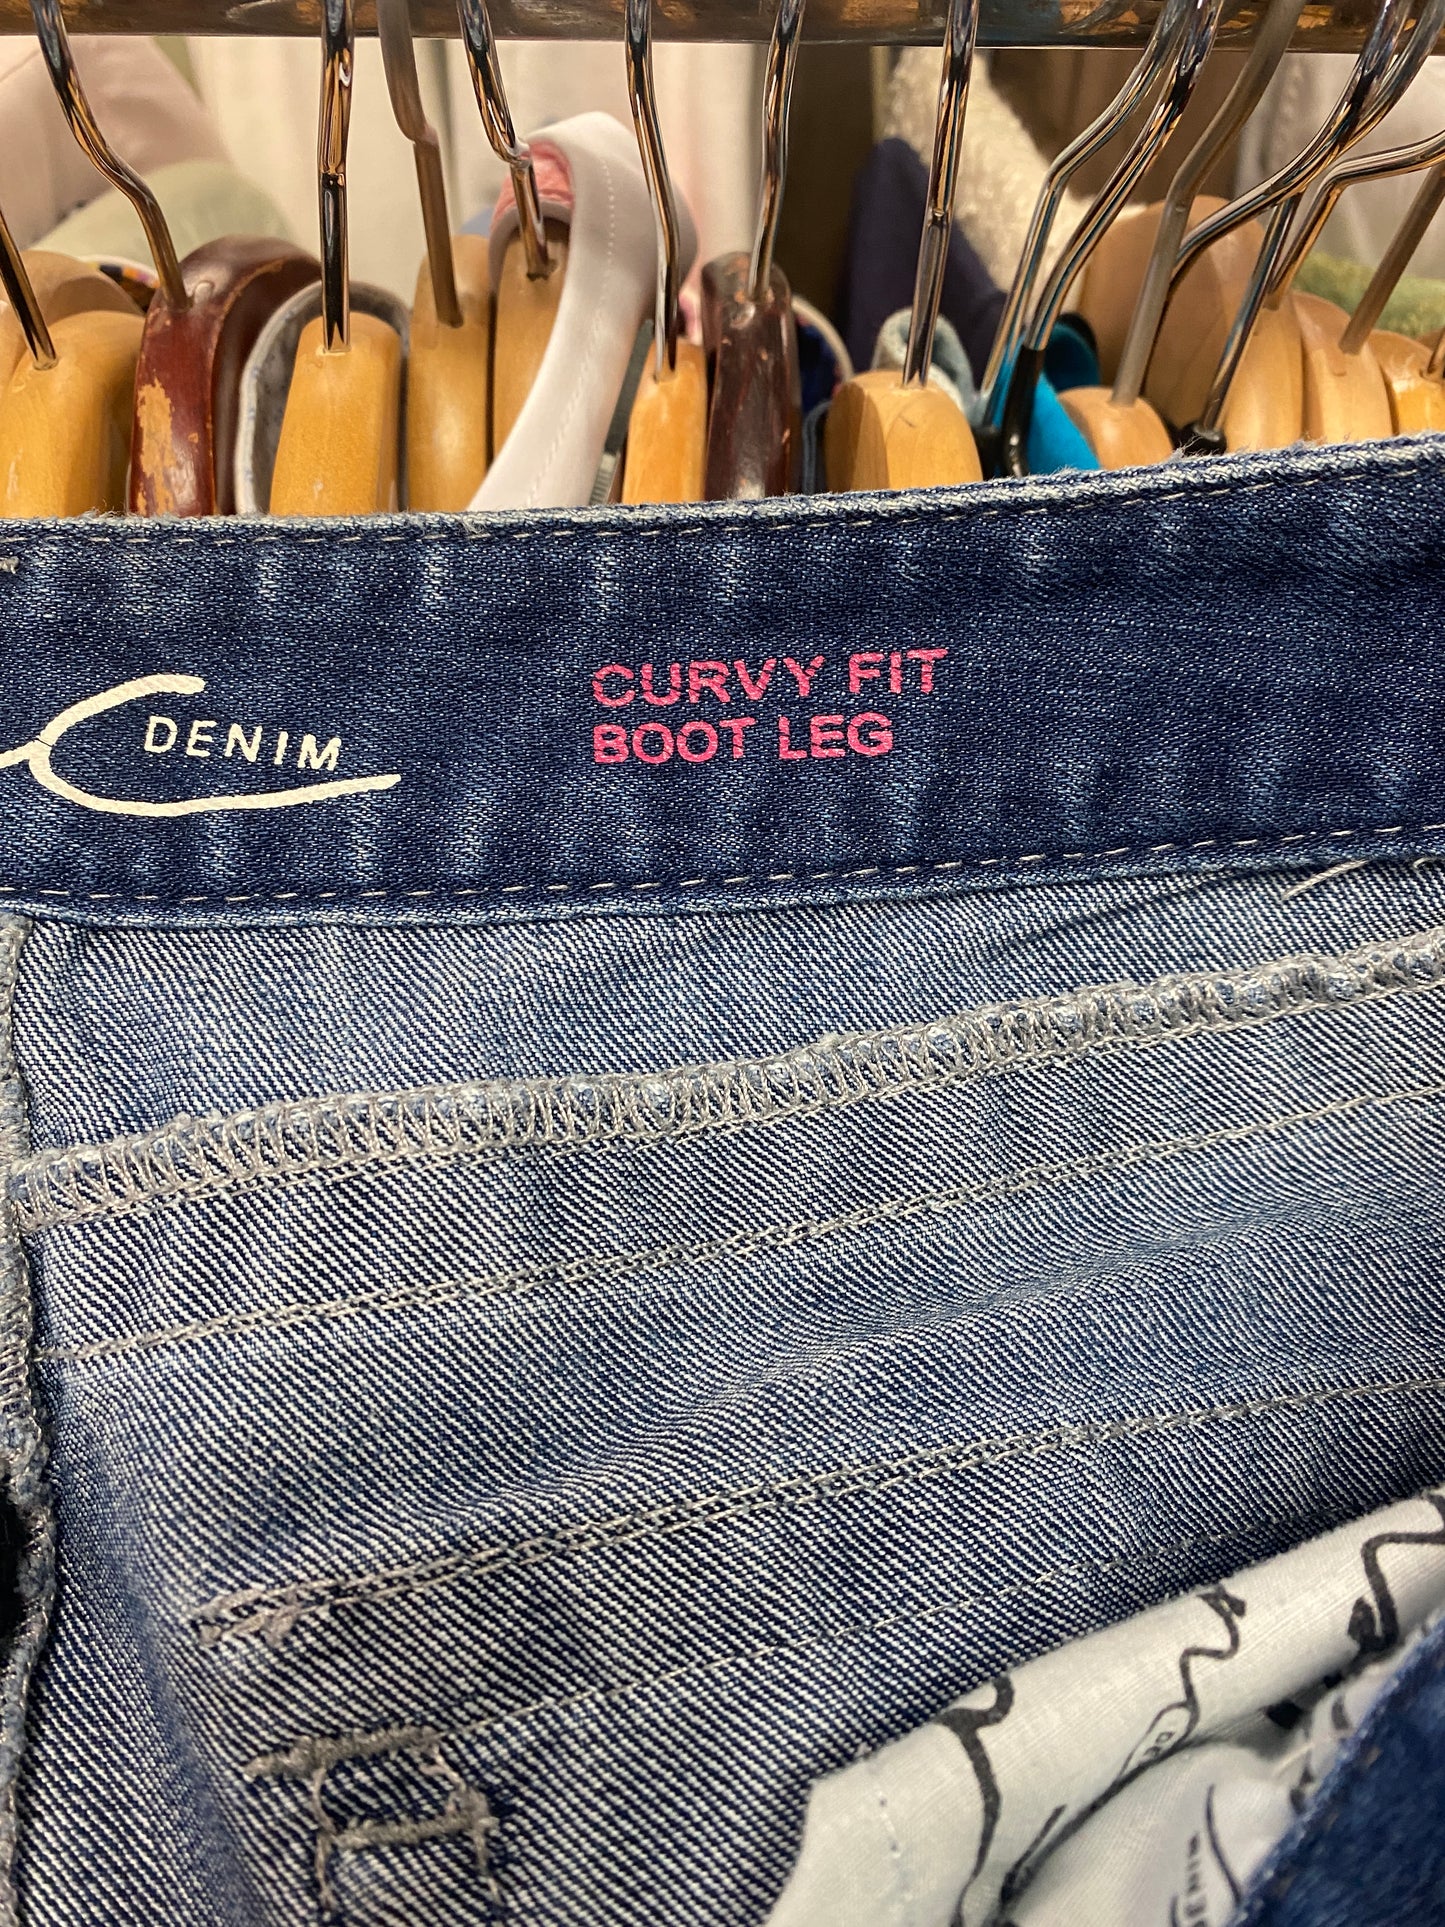 DENIM
CURVY FIT
BOOT LEG